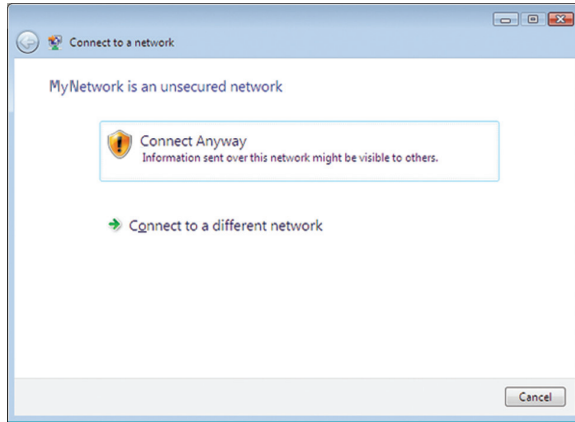 Connect to a network
MyNetwork is an unsecured network
Connect Anyway
Information sent over this network might be visible to others.
Connect to a different network
Cancel